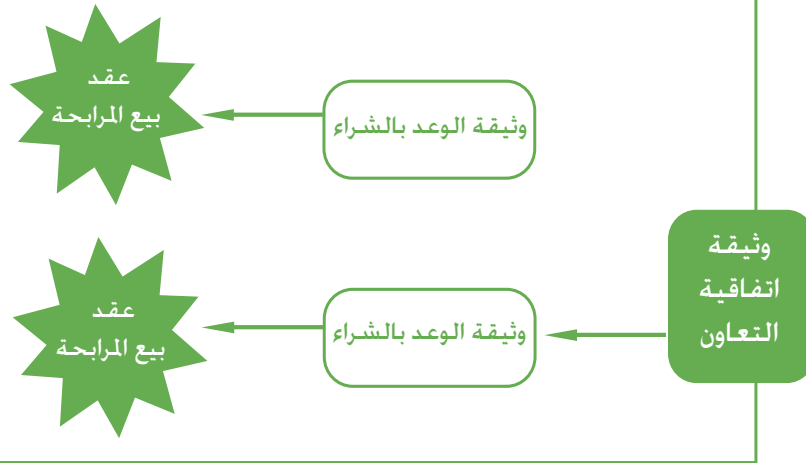 عقد
بيع المرابحة
وثيقة الوعد بالشراء
وثيقة
اتفاقية
التعاون
وثيقة الوعد بالشراء
عقد
بيع المرابحة